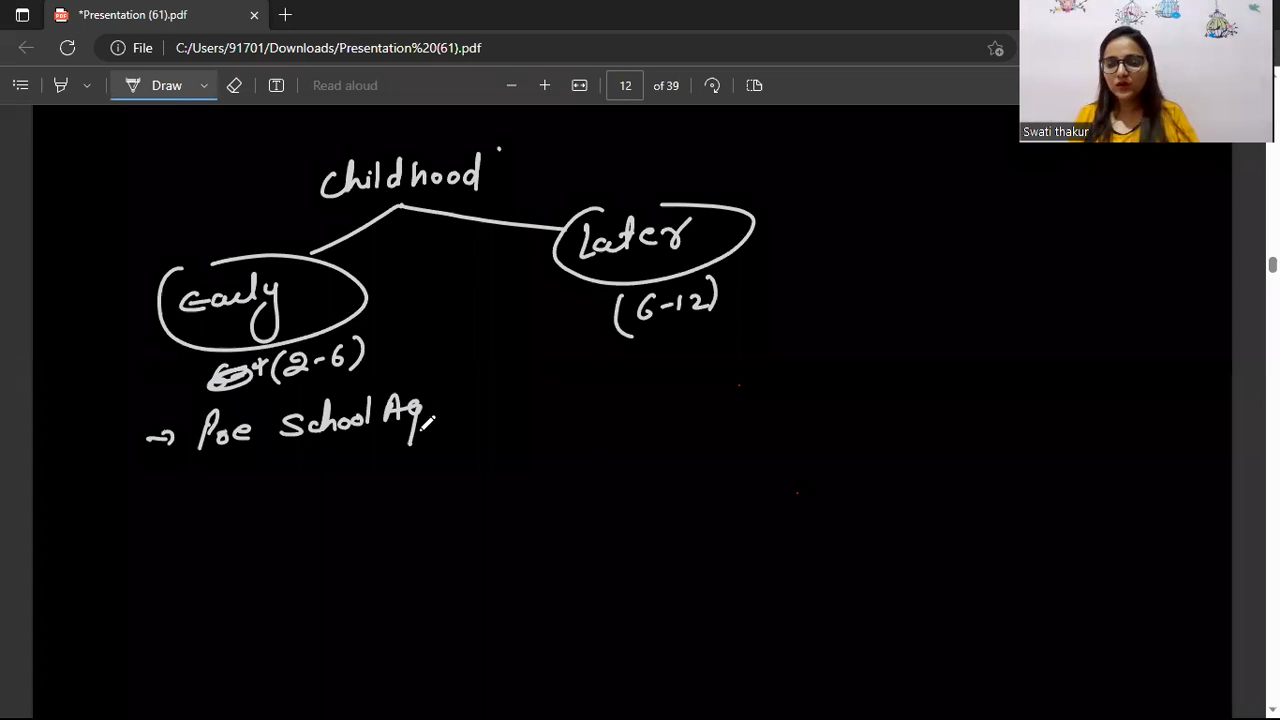 *Presentation (61).pdf
File C:/Users/91701/Downloads/Presentation%20(61).pdf
Draw Read aloud 12 of 39
Swati thakur
Childhood
Early Later
(2-6) (6-12)
→ Pre School Ag